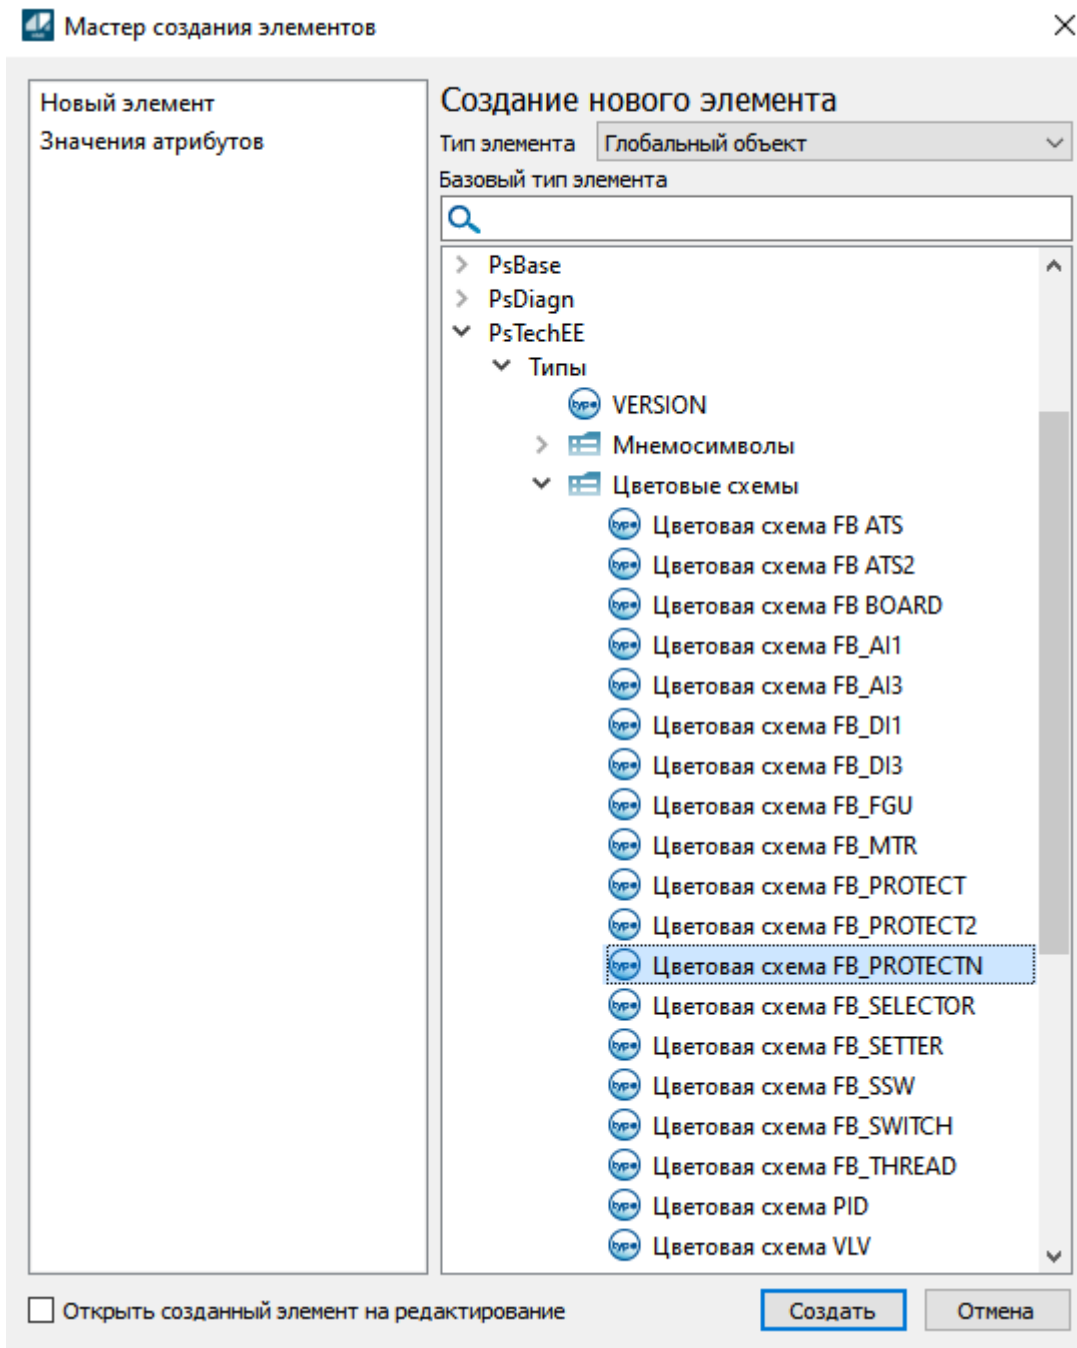 Мастер создания элементов
Новый элемент
Значения атрибутов
Создание нового элемента
Тип элемента Глобальный объект
Базовый тип элемента
PsBase
PsDiagn
PsTechEE
Типы
VERSION
Мнемосимволы
Цветовые схемы
Цветовая схема FB ATS
Цветовая схема FB ATS2
Цветовая схема FB BOARD
Цветовая схема FB_AI1
Цветовая схема FB_AI3
Цветовая схема FB_DI1
Цветовая схема FB_DI3
Цветовая схема FB_FGU
Цветовая схема FB_MTR
Цветовая схема FB_PROTECT
Цветовая схема FB_PROTECT2
Цветовая схема FB_PROTECTN
Цветовая схема FB_SELECTOR
Цветовая схема FB_SETTER
Цветовая схема FB_SSW
Цветовая схема FB_SWITCH
Цветовая схема FB_THREAD
Цветовая схема PID
Цветовая схема VLV
Открыть созданный элемент на редактирование
Создать
Отмена